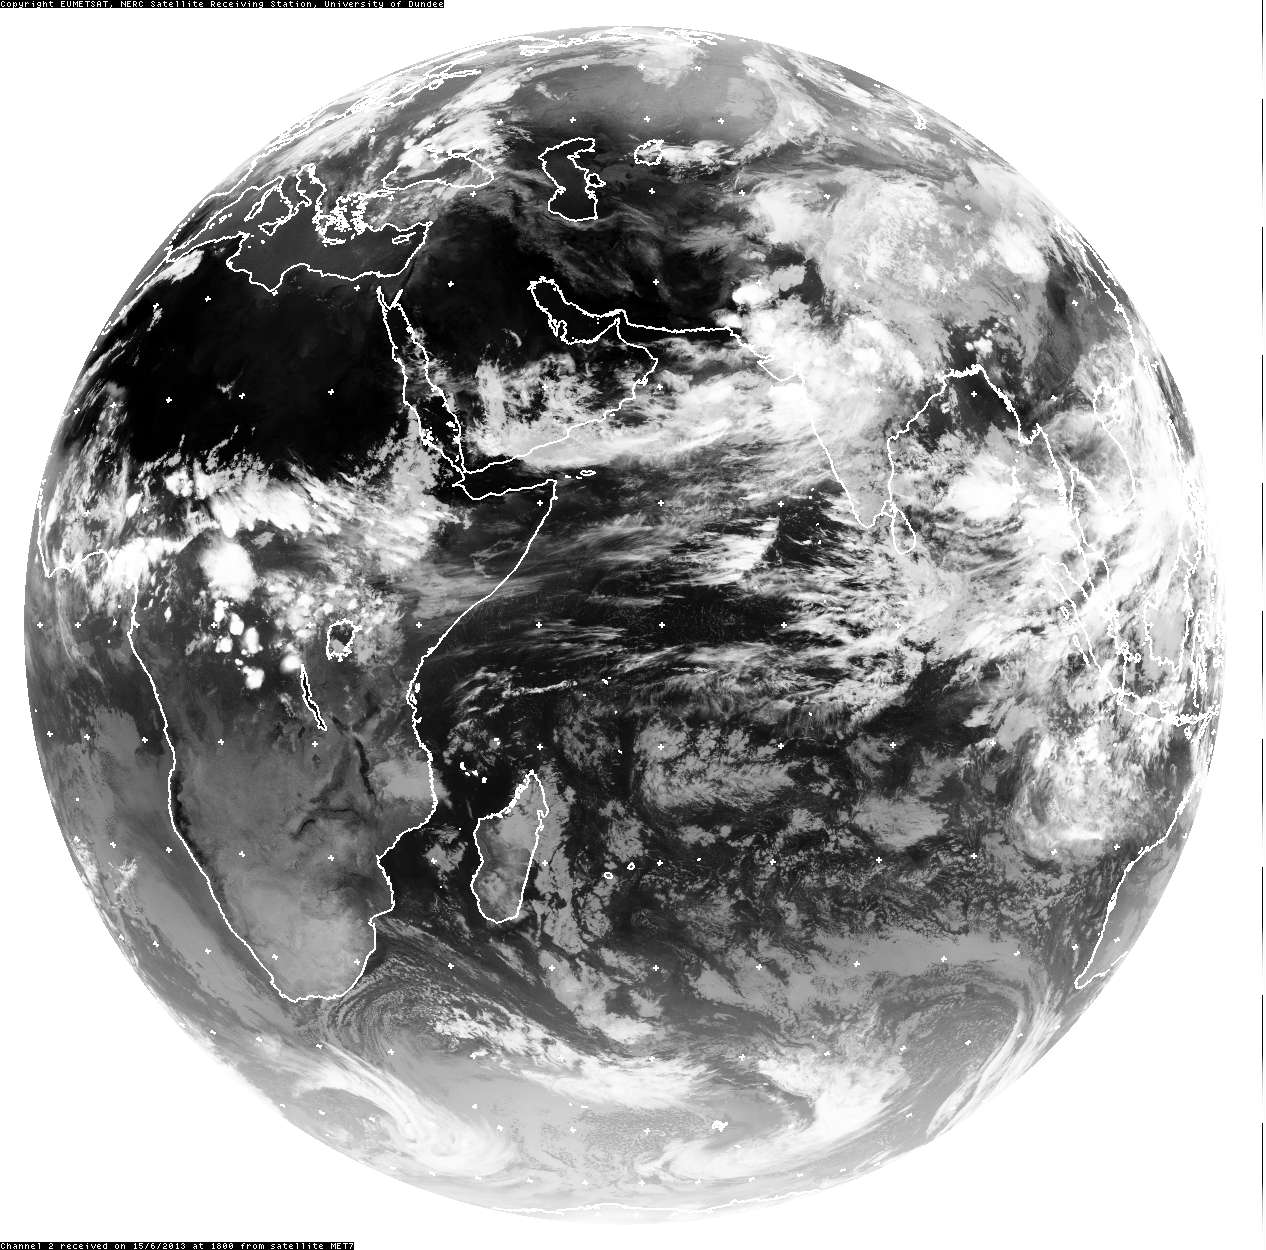 Copyright EUMETSAT, NERC Satellite Receiving Station, University of Dundee
Channel 2 received on 15/6/2013 at 1800 from satellite MET7